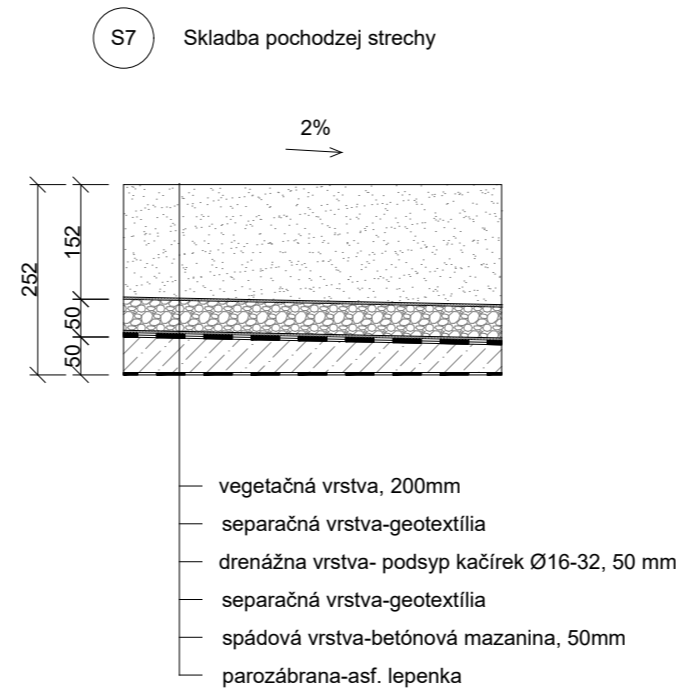 S7 Skladba pochodzej strechy
2%
252
152
50
50
vegetačná vrstva, 200mm
separačná vrstva-geotextília
drenážna vrstva- podsyp kačírek Ø16-32, 50 mm
separačná vrstva-geotextília
spádová vrstva-betónová mazanina, 50mm
parozábrana-asf. lepenka